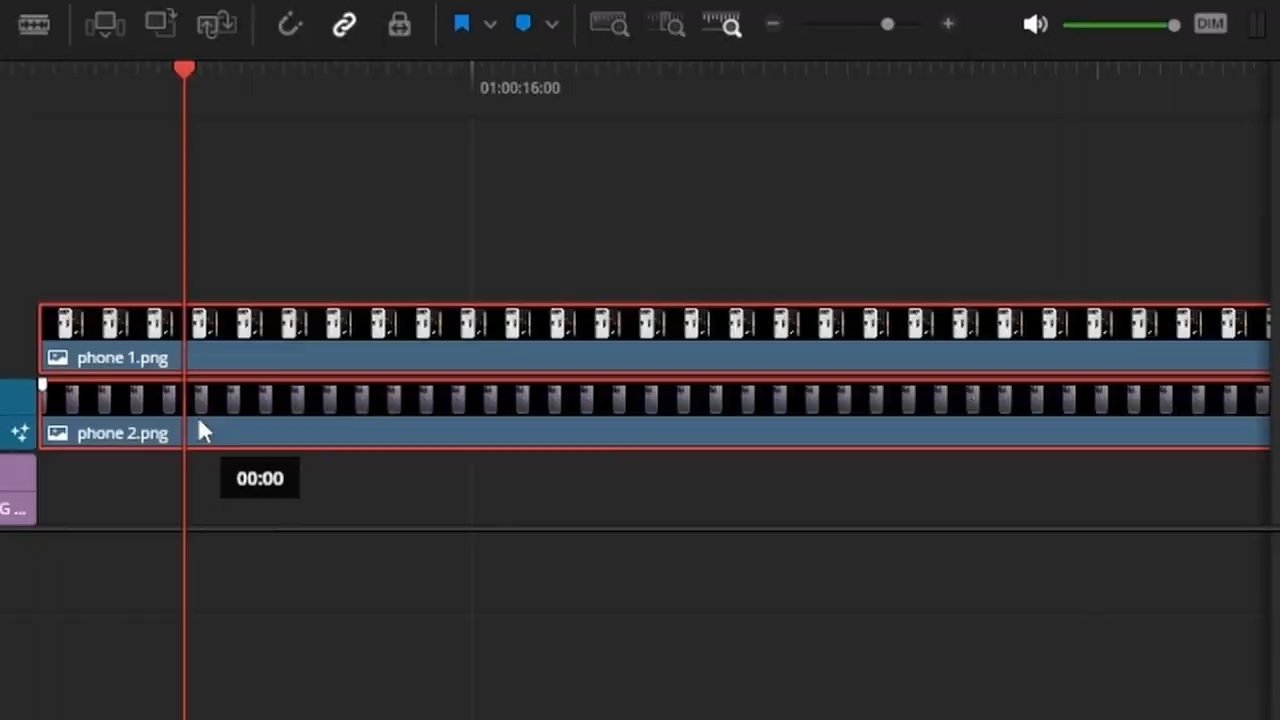 DIM
01:00:16:00
phone 1.png
phone 2.png
00:00
G ...